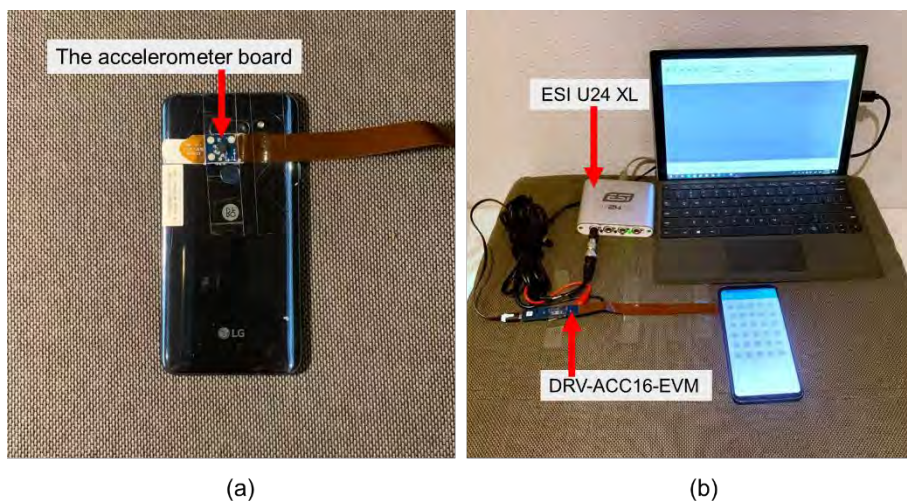 The accelerometer board
LG
(a)
ESI U24 XL
ESI
DRV-ACC16-EVM
(b)